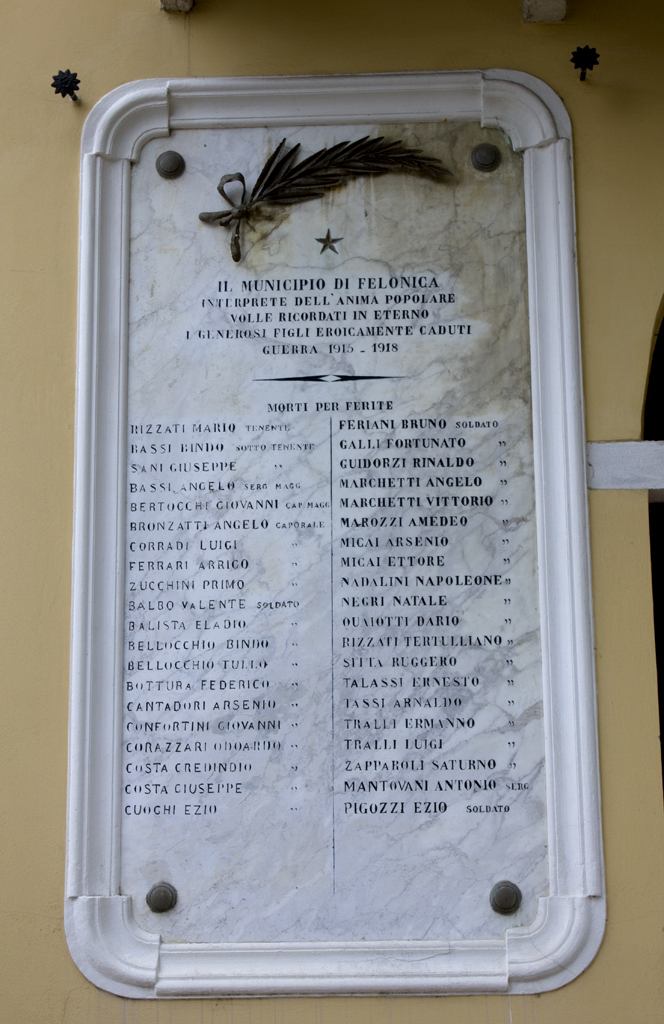 IL MUNICIPIO DI FELONICA
INTERPRETE DELL'ANIMA POPOLARE
VOLLE RICORDATI IN ETERNO
I GENEROSI FIGLI EROICAMENTE CADUTI
GUERRA 1915 - 1918
MORTI PER FERITE
RIZZATI MARIO TENENTE
BASSI BINDO SOTTO TENENTE
SANI GIUSEPPE "
BASSI ANGELO SERG MAGG
BERTOCCHI GIOVANNI CAP. MAGG
BRONZATTI ANGELO CAPORALE
CORRADI LUIGI "
FERRARI ARRIGO "
ZUCCHINI PRIMO "
BALBO VALENTE SOLDATO
BALISTA ELADIO "
BELLOCCHIO BINDO "
BELLOCCHIO TULLO "
BOTTURA FEDERICO "
CANTADORI ARSENIO "
CONFORTINI GIOVANNI "
CORAZZARI ODOARDO "
COSTA CREDINDIO "
COSTA GIUSEPPE "
CUOGHI EZIO "
FERIANI BRUNO SOLDATO
GALLI FORTUNATO "
GUIDORZI RINALDO "
MARCHETTI ANGELO "
MARCHETTI VITTORIO "
MAROZZI AMEDEO "
MICAI ARSENIO "
MICAI ETTORE "
NADALINI NAPOLEONE "
NEGRI NATALE "
QUAIOTTI DARIO "
RIZZATI TERTULLIANO "
SITTA RUGGERO "
TALASSI ERNESTO "
TASSI ARNALDO "
TRALLI ERMANNO "
TRALLI LUIGI "
ZAPPAROLI SATURNO "
MANTOVANI ANTONIO SERG
PIGOZZI EZIO SOLDATO